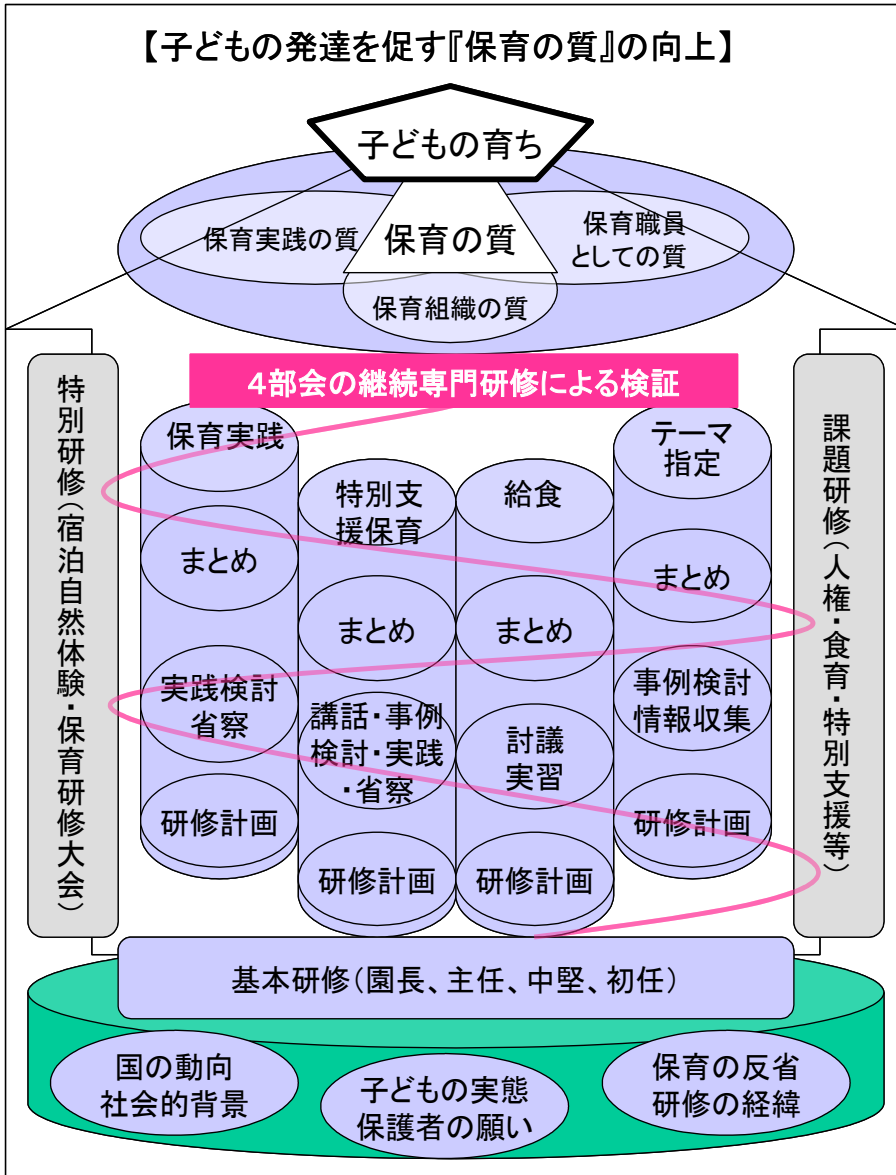 【子どもの発達を促す『保育の質』の向上】
子どもの育ち
保育実践の質
保育の質
保育職員
としての質
保育組織の質
4部会の継続専門研修による検証
特別研修（宿泊自然体験・保育研修大会）
保育実践
まとめ
実践検討
省察
研修計画
特別支
援保育
まとめ
講話・事例
検討・実践
・省察
研修計画
給食
まとめ
討議
実習
研修計画
テーマ
指定
まとめ
事例検討
情報収集
研修計画
課題研修（人権・食育・特別支援等）
基本研修（園長、主任、中堅、初任）
国の動向
社会的背景
子どもの実態
保護者の願い
保育の反省
研修の経緯